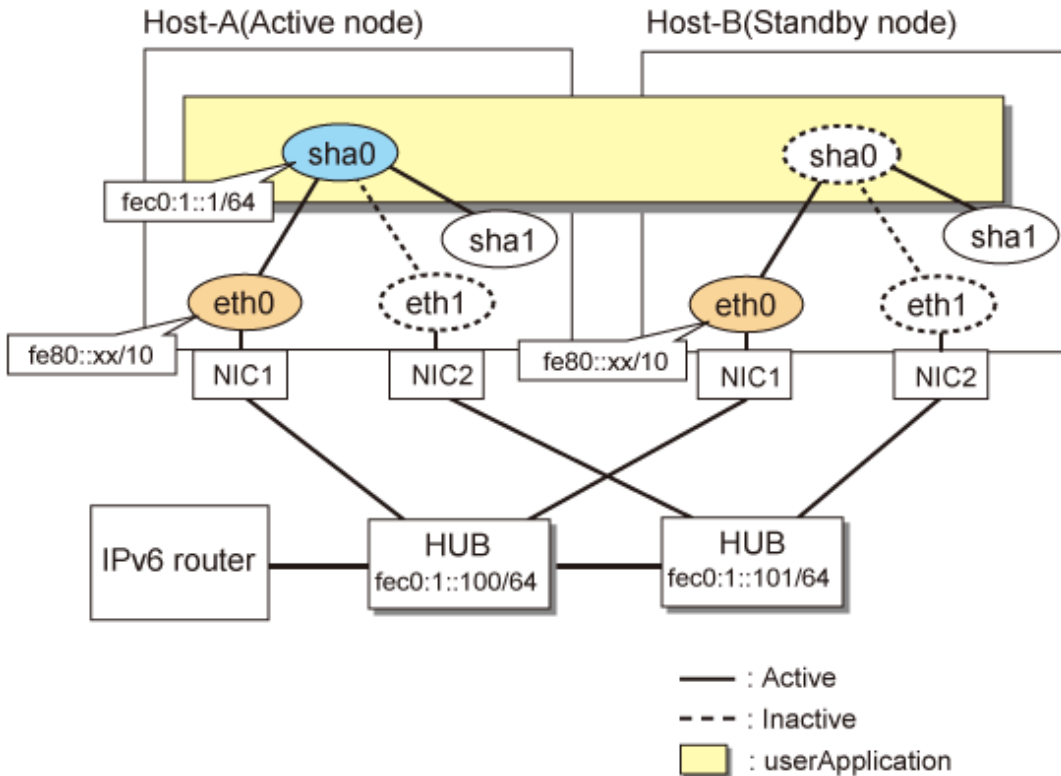 Host-A(Active node)
Host-B(Standby node)
sha0
sha0
fec0:1::1/64
sha1
sha1
eth0
eth1
eth0
eth1
fe80::xx/10
fe80::xx/10
NIC1
NIC2
NIC1
NIC2
IPv6 router
HUB
fec0:1::100/64
HUB
fec0:1::101/64
: Active
: Inactive
: userApplication